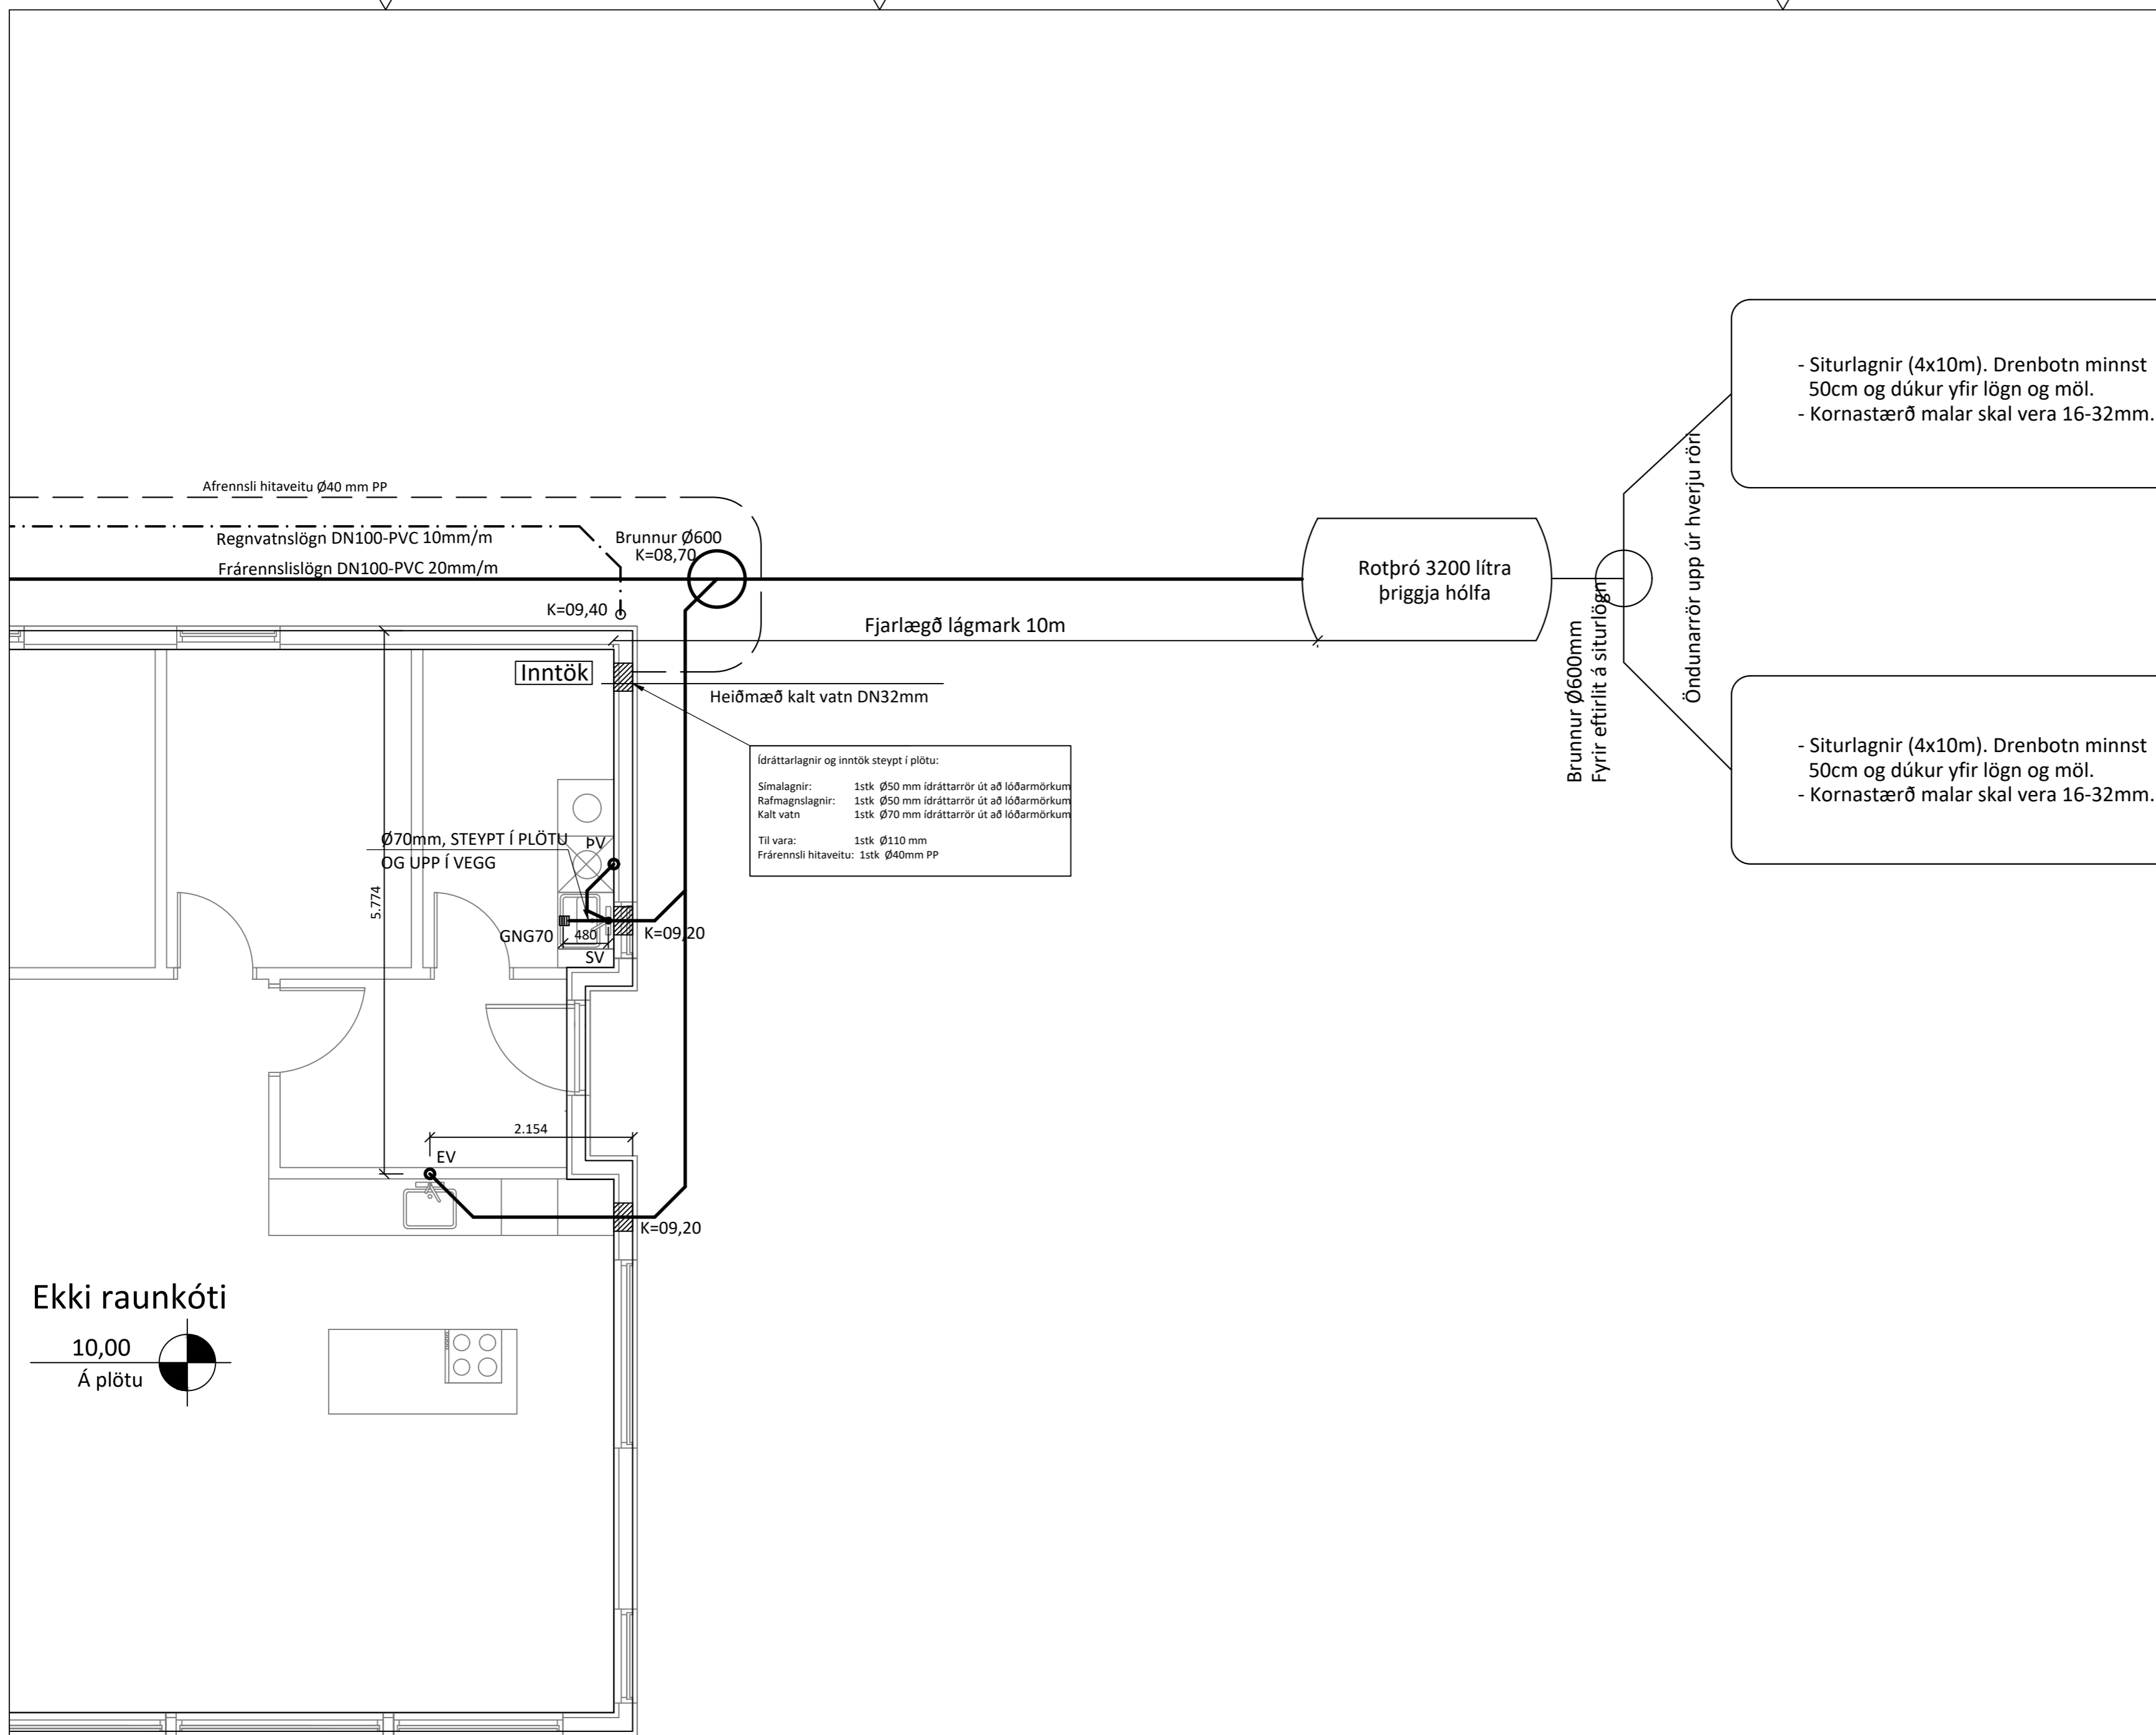 - Siturlagnir (4x10m). Drenbotn minnst
50cm og dúkur yfir lögn og möl.
- Kornastærð malar skal vera 16-32mm.
Öndunarrör upp úr hverju röri
Afrennsli hitaveitu Ø40 mm PP
Regnvatnslögn DN100-PVC 10mm/m
Frárennslislögn DN100-PVC 20mm/m
Brunnur Ø600
K=08,70
K=09,40
Rotþró 3200 lítra
þriggja hólfa
Fjarlægð lágmark 10m
Brunnur Ø600mm
Fyrir eftirlit á siturlögn
Inntök
Heiðmæð kalt vatn DN32mm
- Siturlagnir (4x10m). Drenbotn minnst
50cm og dúkur yfir lögn og möl.
- Kornastærð malar skal vera 16-32mm.
Ídráttarlagnir og inntök steypt í plötu:
Símalagnir: 1stk Ø50 mm ídráttarrör út að lóðarmörkum
Rafmagnslagnir: 1stk Ø50 mm ídráttarrör út að lóðarmörkum
Kalt vatn 1stk Ø70 mm ídráttarrör út að lóðarmörkum
Til vara: 1stk Ø110 mm
Frárennsli hitaveitu: 1stk Ø40mm PP
Ø70mm, STEYPT Í PLÖTU
OG UPP Í VEGG
ÞV
5.774
GNG70
480
K=09,20
SV
2.154
EV
K=09,20
Ekki raunkóti
10,00
Á plötu